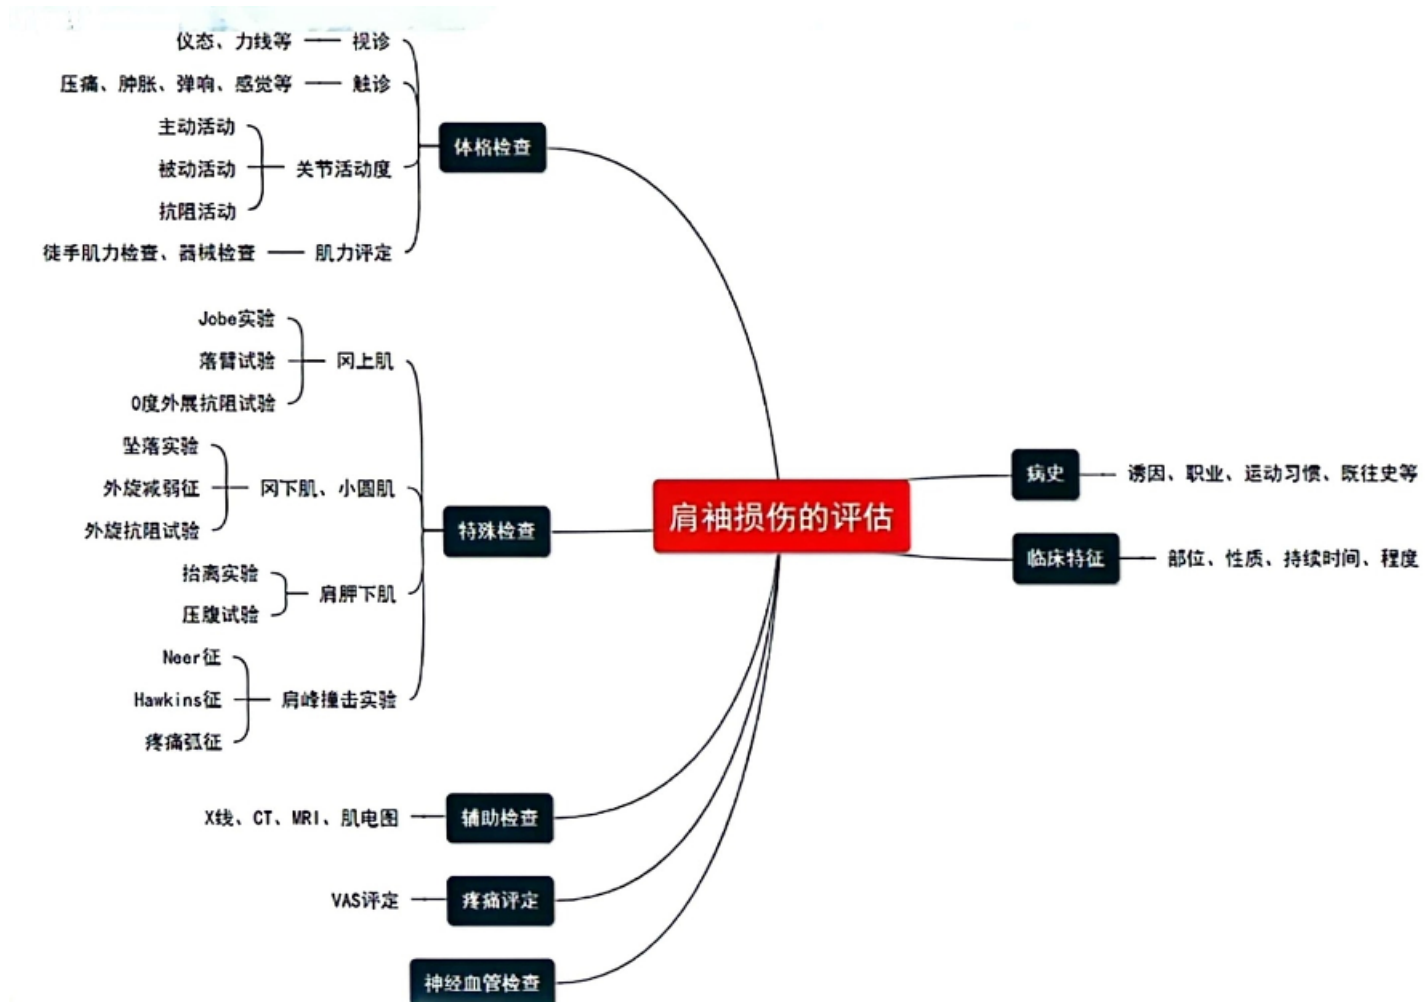 仪态、力线等
视诊
压痛、肿胀、弹响、感觉等
触诊
主动活动
被动活动
抗阻活动
关节活动度
徒手肌力检查、器械检查
肌力评定
体格检查
Jobe实验
落臂试验
0度外展抗阻试验
冈上肌
坠落实验
外旋减弱征
外旋抗阻试验
冈下肌、小圆肌
抬离实验
压腹试验
肩胛下肌
Neer征
Hawkins征
疼痛弧征
肩峰撞击实验
特殊检查
X线、CT、MRI、肌电图
辅助检查
VAS评定
疼痛评定
神经血管检查
肩袖损伤的评估
病史
诱因、职业、运动习惯、既往史等
临床特征
部位、性质、持续时间、程度